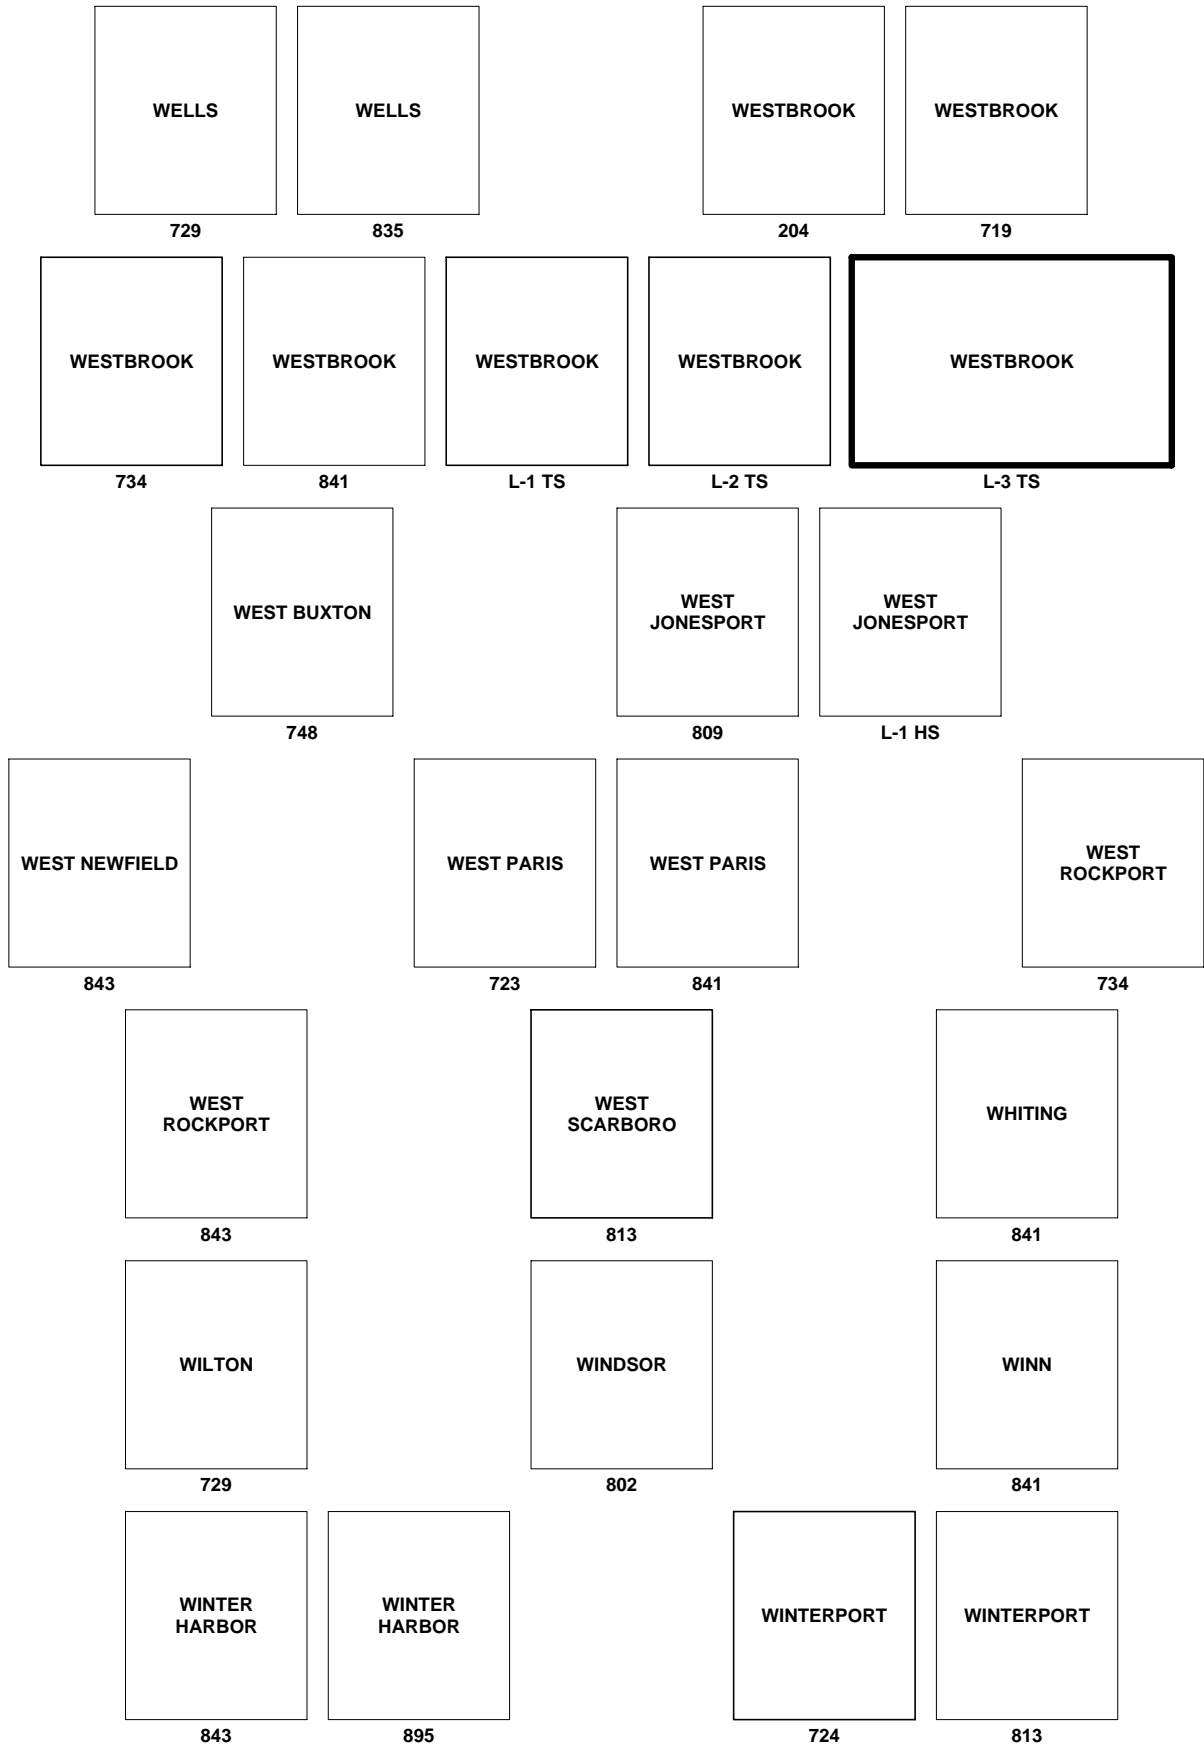 WELLS
WELLS
WESTBROOK
WESTBROOK
729
835
204
719
WESTBROOK
WESTBROOK
WESTBROOK
WESTBROOK
WESTBROOK
734
841
L-1 TS
L-2 TS
L-3 TS
WEST BUXTON
WEST
JONESPORT
WEST
JONESPORT
748
809
L-1 HS
WEST NEWFIELD
WEST PARIS
WEST PARIS
WEST
ROCKPORT
843
723
841
734
WEST
ROCKPORT
WEST
SCARBORO
WHITING
843
813
841
WILTON
WINDSOR
WINN
729
802
841
WINTER
HARBOR
WINTER
HARBOR
WINTERPORT
WINTERPORT
843
895
724
813